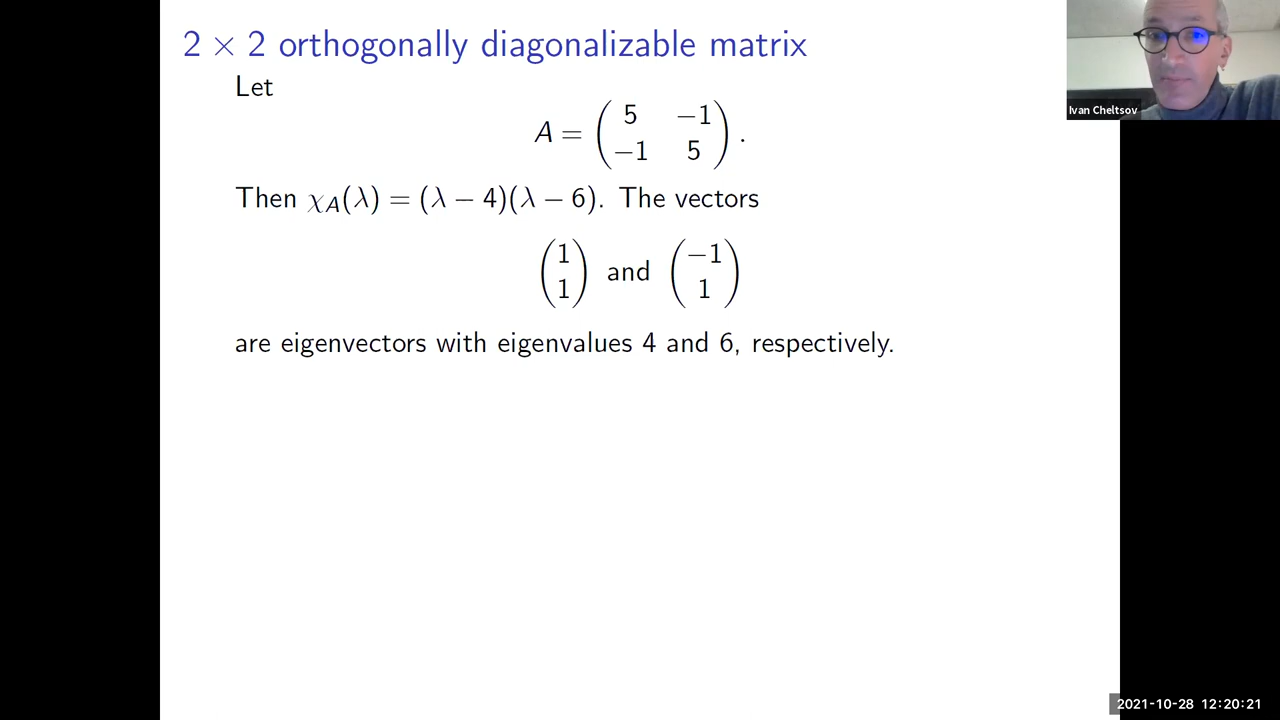 2 × 2 orthogonally diagonalizable matrix
Let
A = ( 5 −1
−1 5 ) .
Then χ_A(λ) = (λ − 4)(λ − 6). The vectors
( 1
1 ) and ( −1
1 )
are eigenvectors with eigenvalues 4 and 6, respectively.
Ivan Cheltsov
2021-10-28 12:20:21